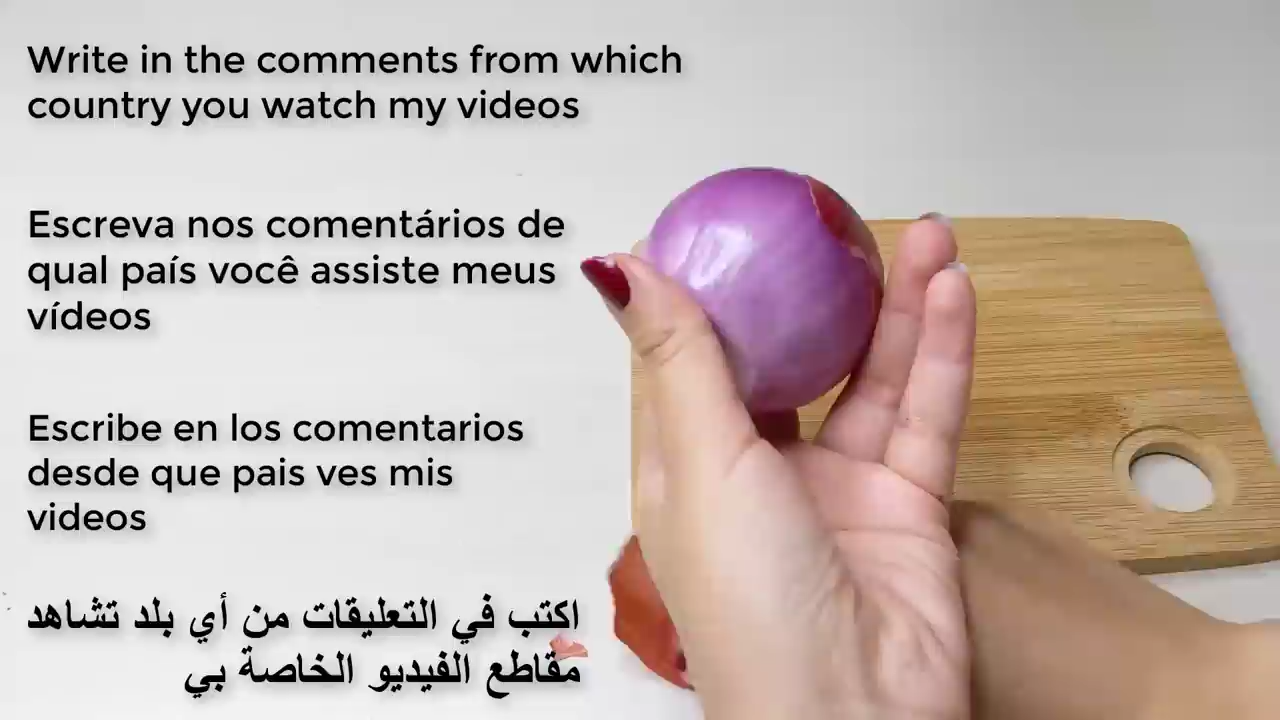 Write in the comments from which
country you watch my videos
Escreva nos comentários de
qual país você assiste meus
vídeos
Escribe en los comentarios
desde que pais ves mis
videos
اكتب في التعليقات من أي بلد تشاهد
مقاطع الفيديو الخاصة بي